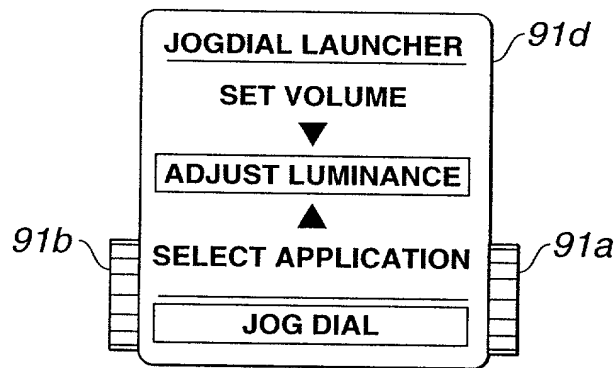 JOGDIAL LAUNCHER
91d
SET VOLUME
▼
ADJUST LUMINANCE
▲
91b
SELECT APPLICATION
91a
JOG DIAL